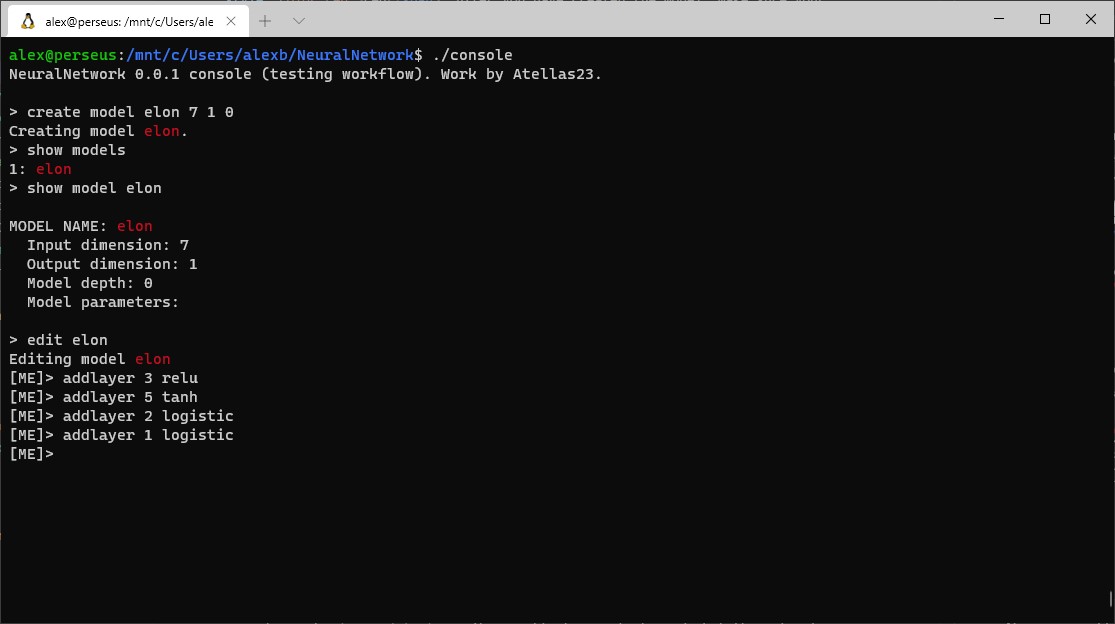 alex@perseus: /mnt/c/Users/ale
alex@perseus:/mnt/c/Users/alexb/NeuralNetwork$ ./console
NeuralNetwork 0.0.1 console (testing workflow). Work by Atellas23.
> create model elon 7 1 0
Creating model elon.
> show models
1: elon
> show model elon
MODEL NAME: elon
Input dimension: 7
Output dimension: 1
Model depth: 0
Model parameters:
> edit elon
Editing model elon
[ME]> addlayer 3 relu
[ME]> addlayer 5 tanh
[ME]> addlayer 2 logistic
[ME]> addlayer 1 logistic
[ME]>